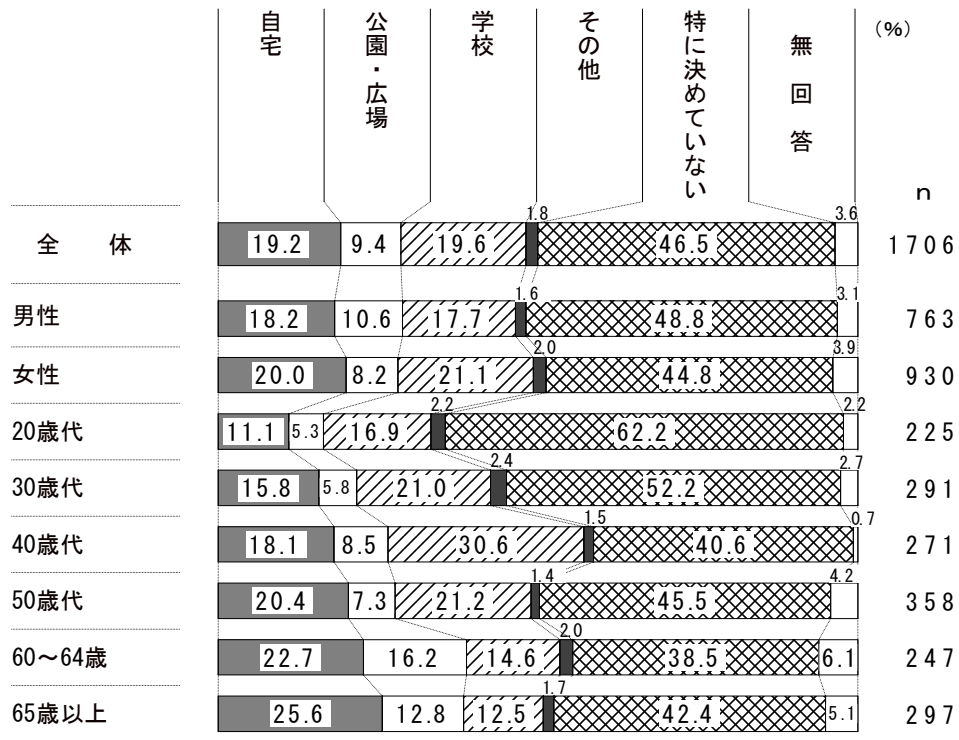 自宅
公園・広場
学校
その他
特に決めていない
無回答
(%)
n
全体 19.2 9.4 19.6 1.8 46.5 3.6 1706
男性 18.2 10.6 17.7 1.6 48.8 3.1 763
女性 20.0 8.2 21.1 2.0 44.8 3.9 930
20歳代 11.1 5.3 16.9 2.2 62.2 2.2 225
30歳代 15.8 5.8 21.0 2.4 52.2 2.7 291
40歳代 18.1 8.5 30.6 1.5 40.6 0.7 271
50歳代 20.4 7.3 21.2 1.4 45.5 4.2 358
60～64歳 22.7 16.2 14.6 2.0 38.5 6.1 247
65歳以上 25.6 12.8 12.5 1.7 42.4 5.1 297